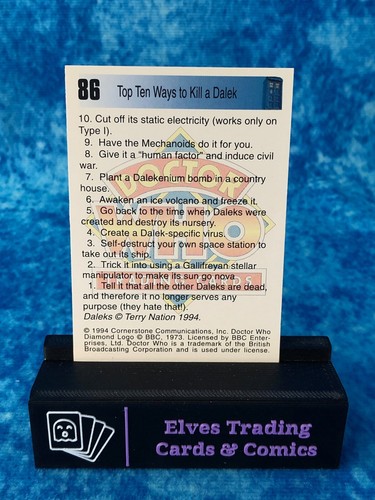 86 Top Ten Ways to Kill a Dalek
10. Cut off its static electricity (works only on
Type I).
9. Have the Mechanoids do it for you.
8. Give it a "human factor" and induce civil
war.
7. Plant a Dalekenium bomb in a country
house.
6. Awaken an ice volcano and freeze it.
5. Go back to the time when Daleks were
created and destroy its nursery.
4. Create a Dalek-specific virus.
3. Self-destruct your own space station to
take out its ship.
2. Trick it into using a Gallifreyan stellar
manipulator to make its sun go nova
1. Tell it that all the other Daleks are dead,
and therefore it no longer serves any
purpose (they hate that!).
Daleks © Terry Nation 1994.
© 1994 Cornerstone Communications, Inc. Doctor Who
Diamond Logo © BBC, 1973. Licensed by BBC Enter-
prises, Ltd. Doctor Who is a trademark of the British
Broadcasting Corporation and is used under license.
DOCTOR
WHO
Elves Trading
Cards & Comics